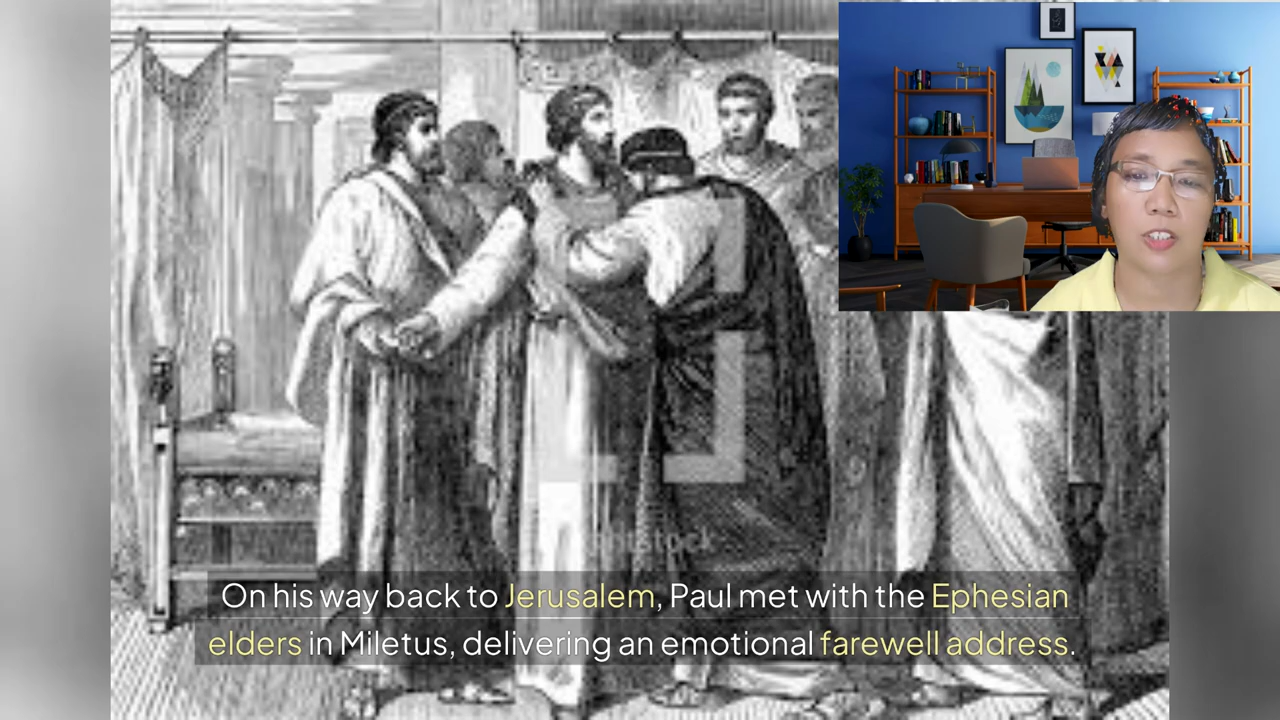 On his way back to Jerusalem, Paul met with the Ephesian
elders in Miletus, delivering an emotional farewell address.